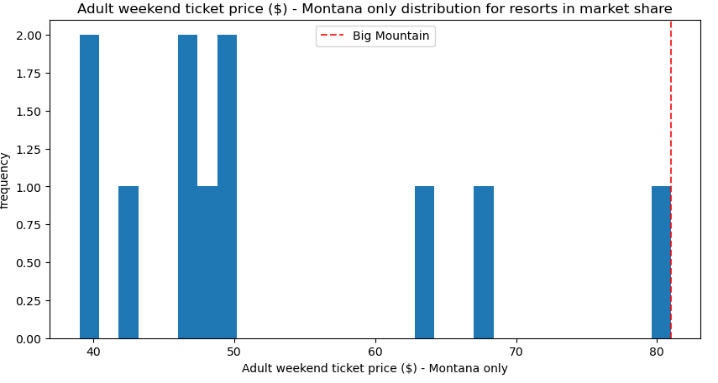 Adult weekend ticket price ($) - Montana only distribution for resorts in market share
Big Mountain
2.00
1.75
1.50
1.25
1.00
0.75
0.50
0.25
0.00
frequency
40 50 60 70 80
Adult weekend ticket price ($) - Montana only